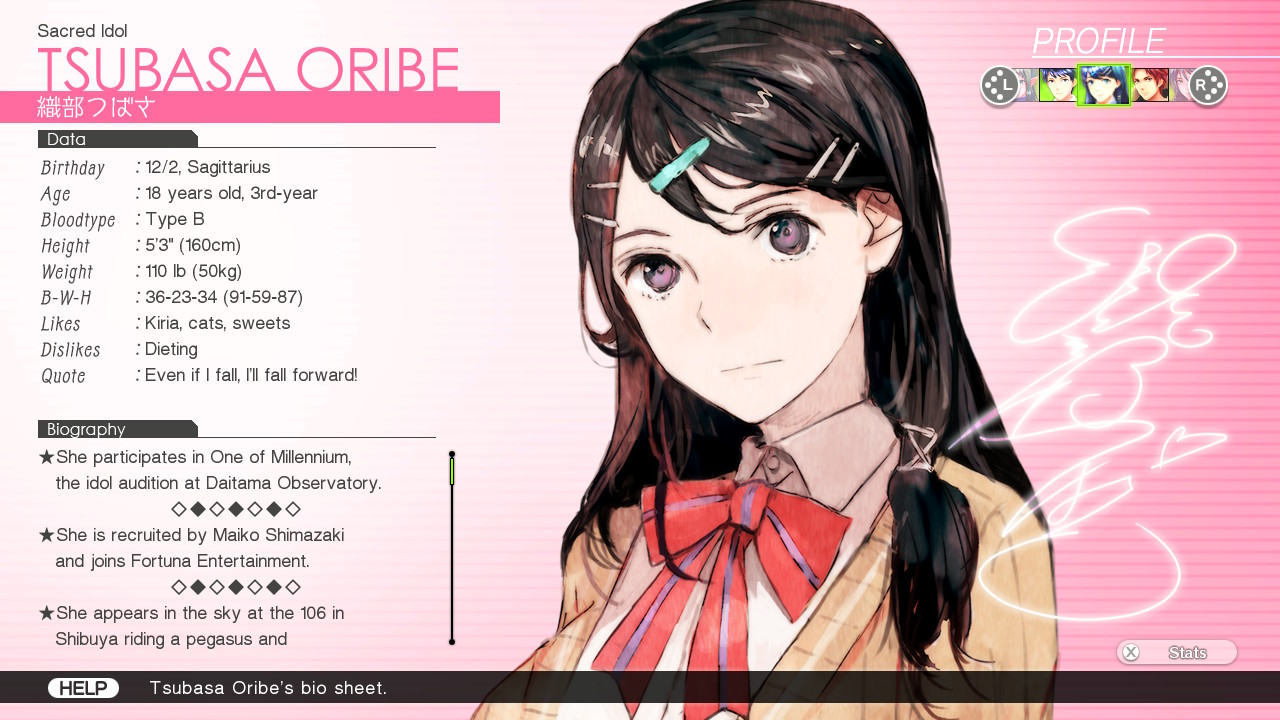 Sacred Idol
TSUBASA ORIBE
織部つばさ
PROFILE
L
R
Data
Birthday : 12/2, Sagittarius
Age : 18 years old, 3rd-year
Bloodtype : Type B
Height : 5'3" (160cm)
Weight : 110 lb (50kg)
B-W-H : 36-23-34 (91-59-87)
Likes : Kiria, cats, sweets
Dislikes : Dieting
Quote : Even if I fall, I'll fall forward!
Biography
★She participates in One of Millennium,
the idol audition at Daitama Observatory.
◇◆◇◆◇◆◇
★She is recruited by Maiko Shimazaki
and joins Fortuna Entertainment.
◇◆◇◆◇◆◇
★She appears in the sky at the 106 in
Shibuya riding a pegasus and
X Stats
HELP Tsubasa Oribe's bio sheet.